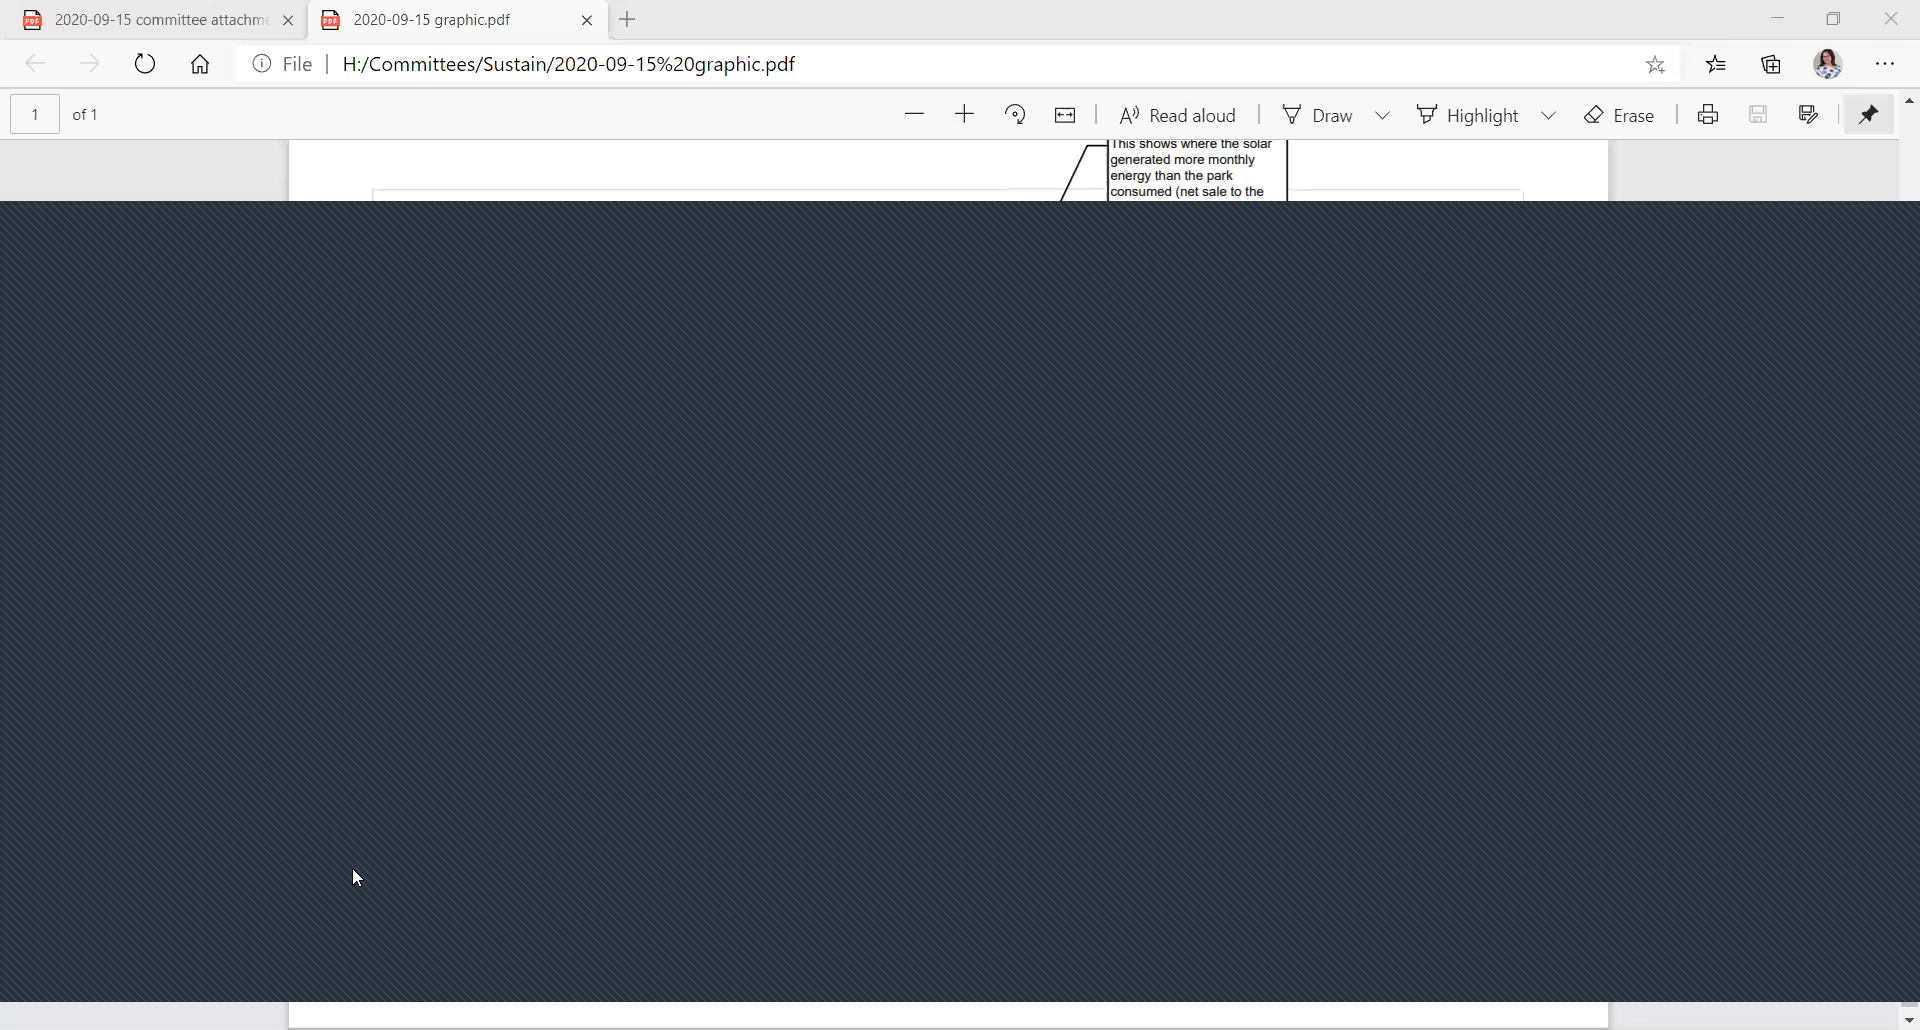 2020-09-15 committee attachme
2020-09-15 graphic.pdf
File
H:/Committees/Sustain/2020-09-15%20graphic.pdf
1 of 1
Read aloud
Draw
Highlight
Erase
This shows where the solar
generated more monthly
energy than the park
consumed (net sale to the